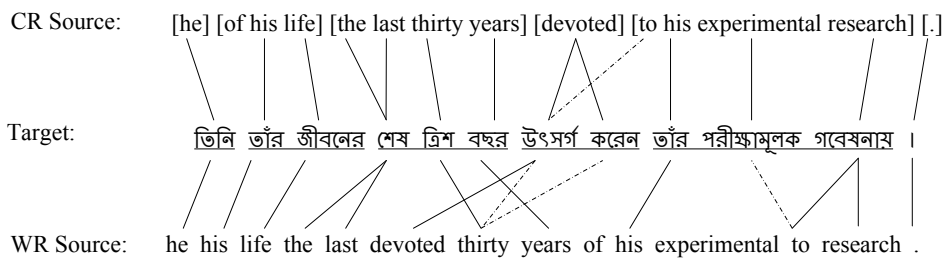 CR Source: [he] [of his life] [the last thirty years] [devoted] [to his experimental research] [.]
Target: তিনি তাঁর জীবনের শেষ ত্রিশ বছর উৎসর্গ করেন তাঁর পরীক্ষামূলক গবেষনায় ।
WR Source: he his life the last devoted thirty years of his experimental to research .